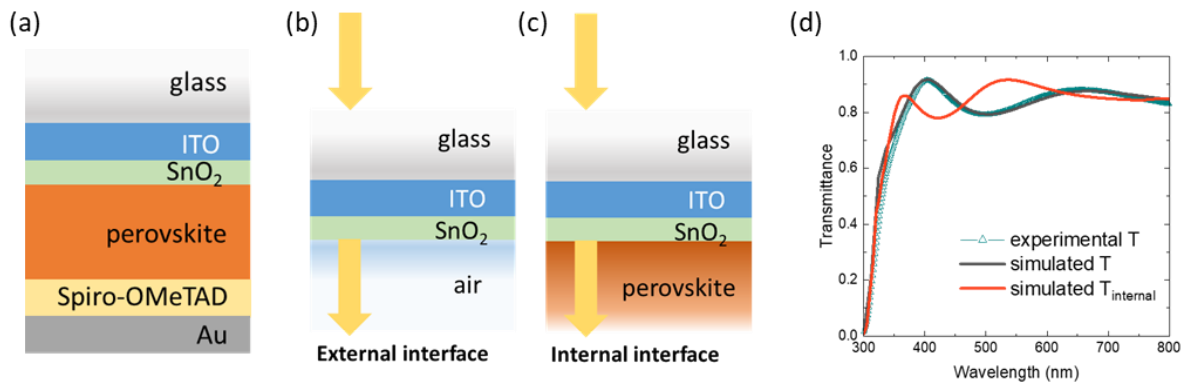 (a)
glass
ITO
SnO₂
perovskite
Spiro-OMeTAD
Au
(b)
glass
ITO
SnO₂
air
External interface
(c)
glass
ITO
SnO₂
perovskite
Internal interface
(d)
Transmittance
1.0
0.8
0.6
0.4
0.2
0.0
experimental T
simulated T
simulated T_internal
300 400 500 600 700 800
Wavelength (nm)